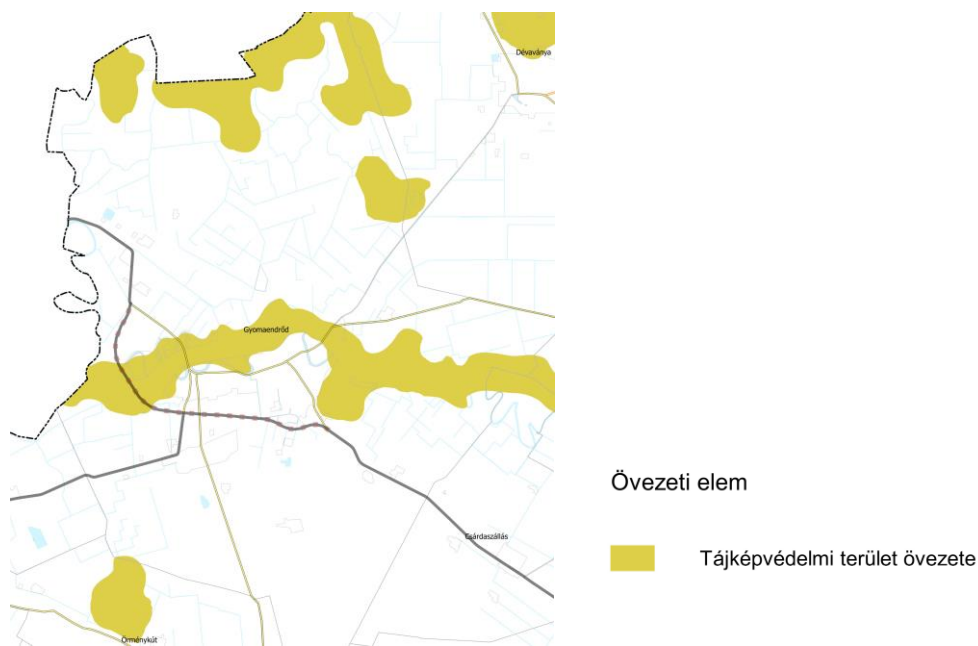 Dévaványa
Gyomaendrőd
Csárdaszállás
Örménykút
Övezeti elem
Tájképvédelmi terület övezete